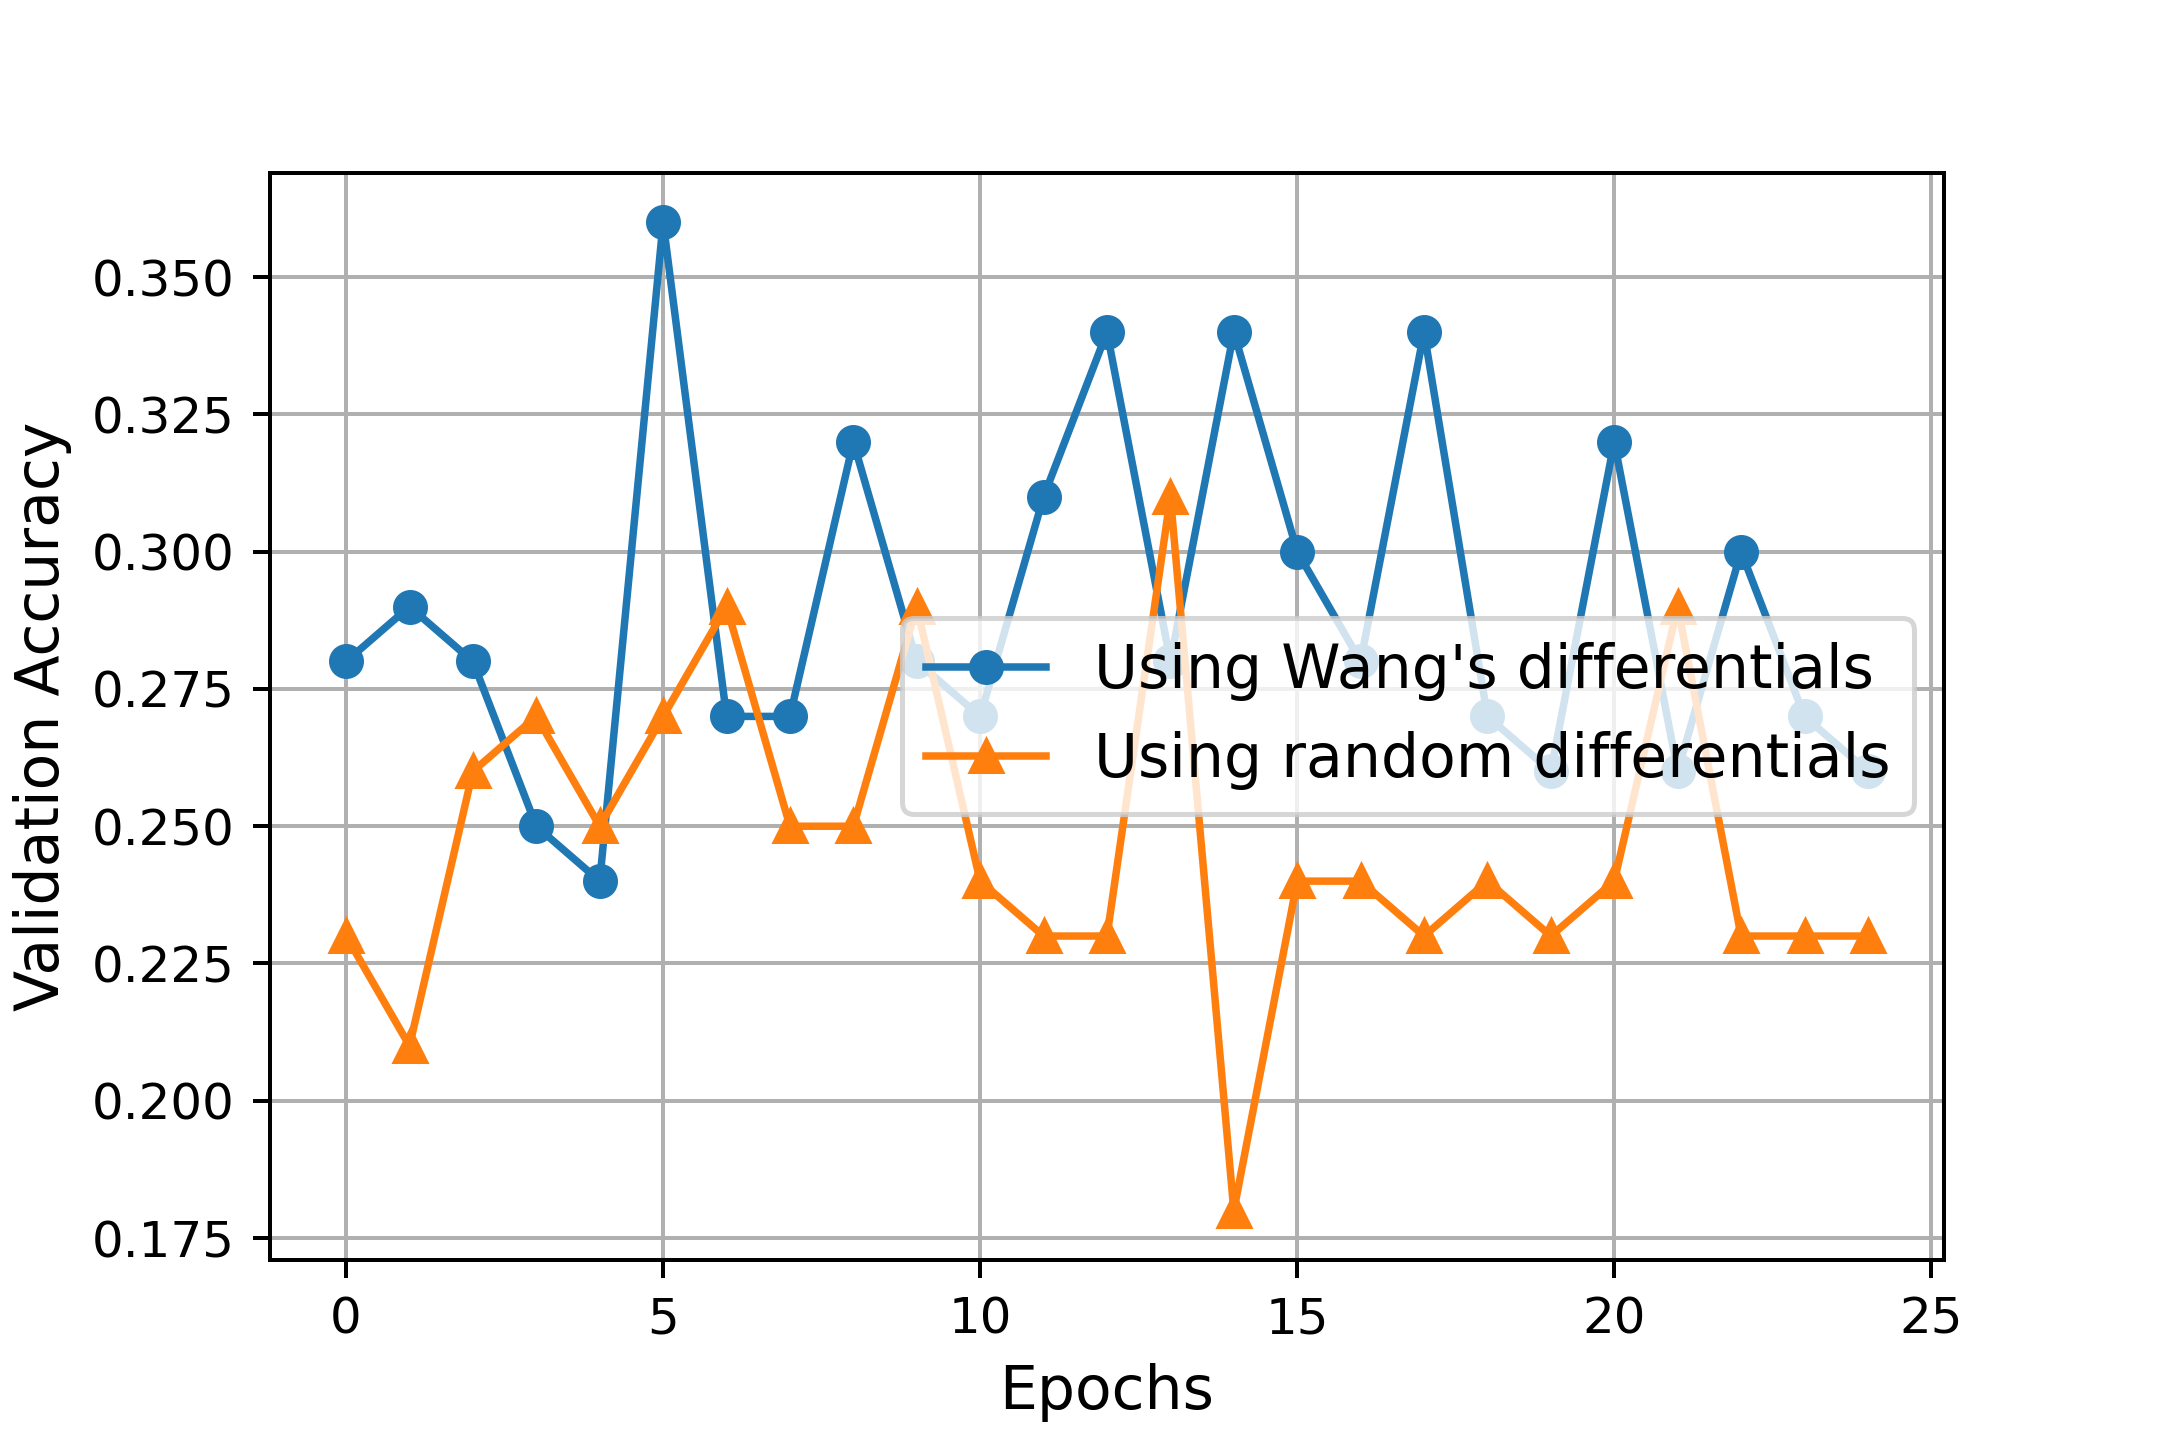 Validation Accuracy
0.350
0.325
0.300
0.275
0.250
0.225
0.200
0.175
Using Wang's differentials
Using random differentials
0 5 10 15 20 25
Epochs